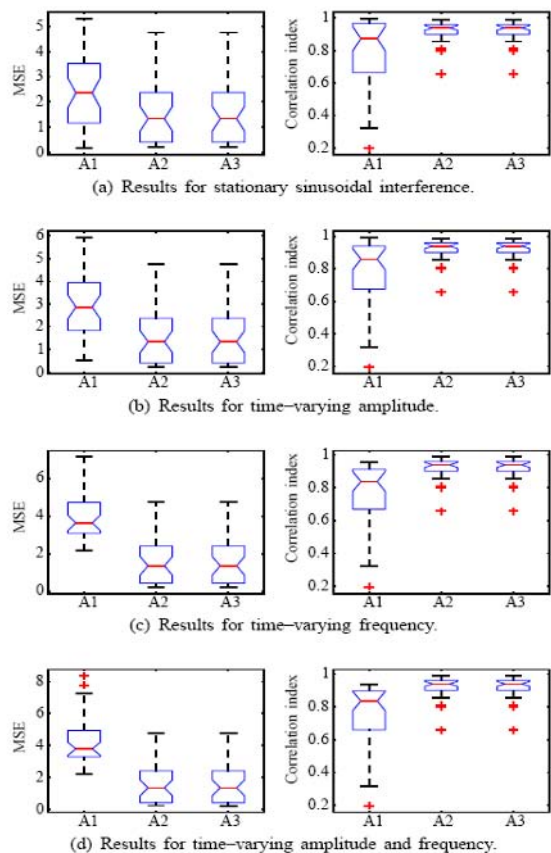 5
4
3
2
1
0
MSE
A1 A2 A3
1
0.8
0.6
0.4
0.2
Correlation index
A1 A2 A3
(a) Results for stationary sinusoidal interference.
6
5
4
3
2
1
0
MSE
A1 A2 A3
1
0.8
0.6
0.4
0.2
Correlation index
A1 A2 A3
(b) Results for time–varying amplitude.
6
4
2
0
MSE
A1 A2 A3
1
0.8
0.6
0.4
0.2
Correlation index
A1 A2 A3
(c) Results for time–varying frequency.
8
6
4
2
0
MSE
A1 A2 A3
1
0.8
0.6
0.4
0.2
Correlation index
A1 A2 A3
(d) Results for time–varying amplitude and frequency.